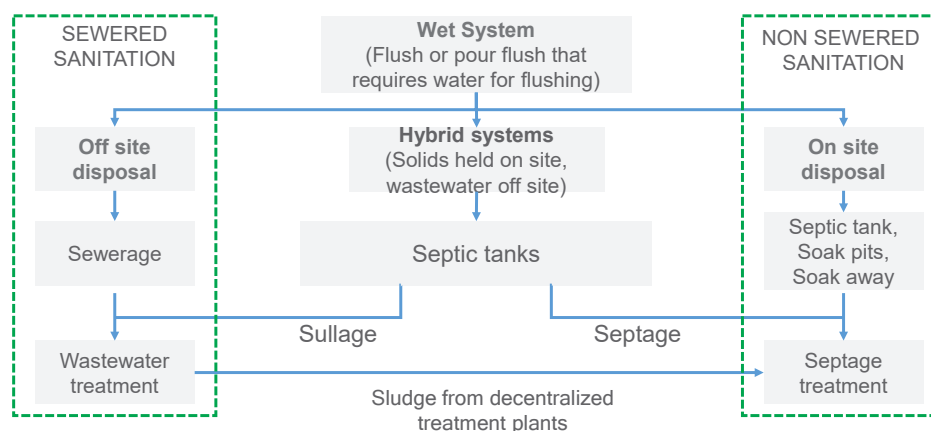 SEWERED
SANITATION
Wet System
(Flush or pour flush that
requires water for flushing)
NON SEWERED
SANITATION
Off site
disposal
Hybrid systems
(Solids held on site,
wastewater off site)
On site
disposal
Sewerage
Septic tanks
Septic tank,
Soak pits,
Soak away
Sullage
Septage
Wastewater
treatment
Septage
treatment
Sludge from decentralized
treatment plants